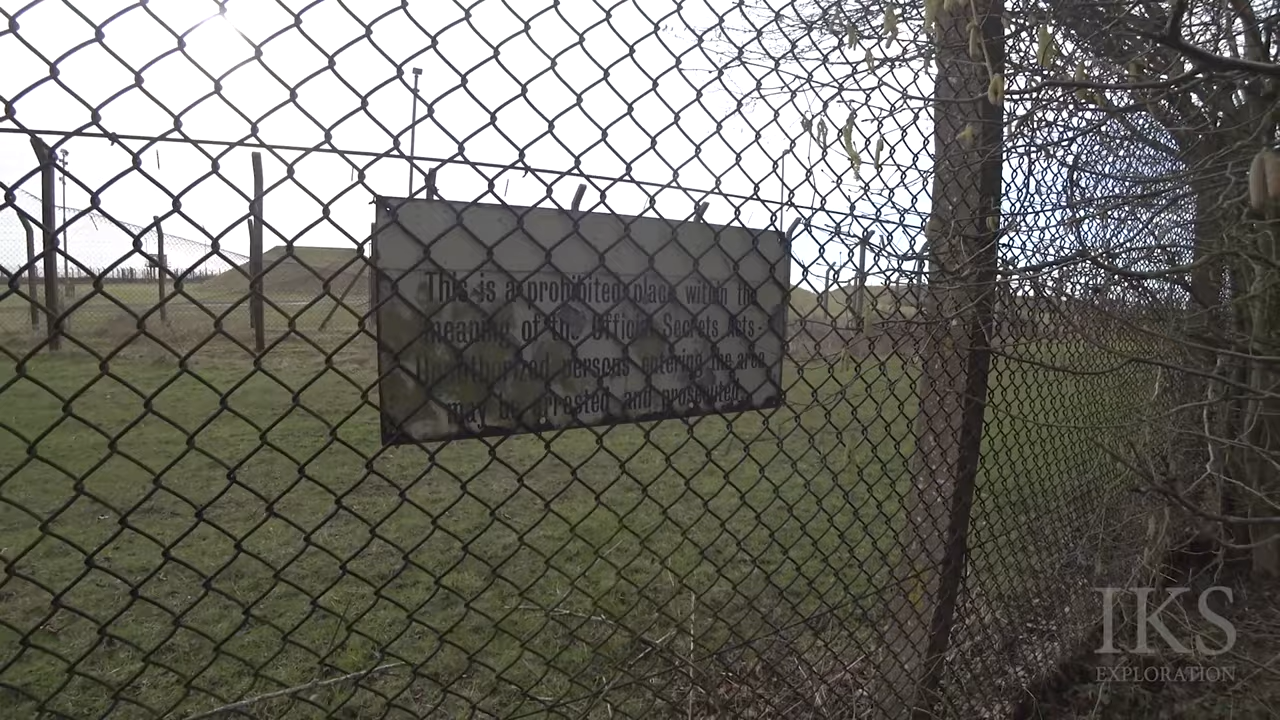 This is a prohibited place within the
meaning of the Official Secrets Acts-
Unauthorized persons entering the area
may be arrested and prosecuted.
IKS
EXPLORATION